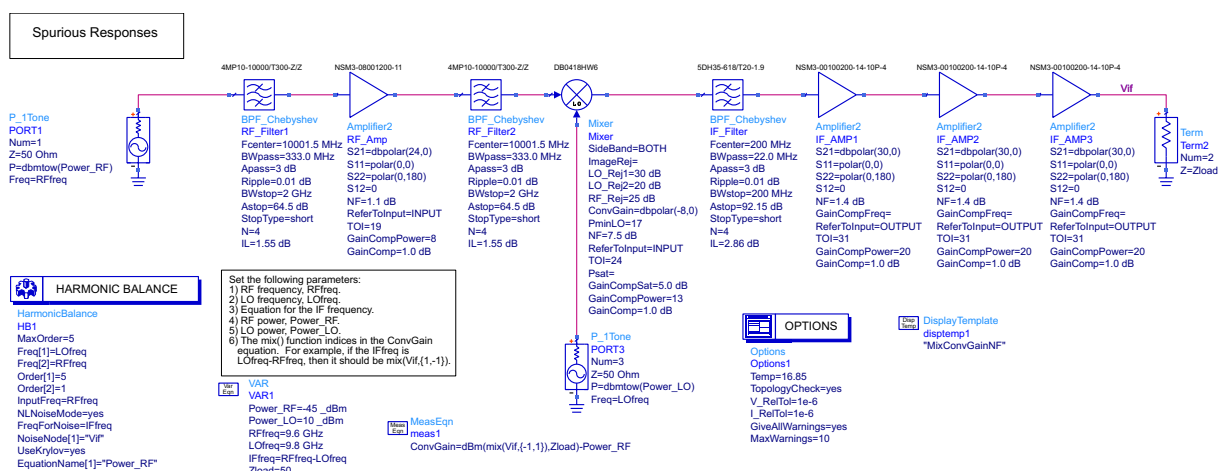 Spurious Responses
4MP10-10000/T300-Z/Z
NSM3-08001200-11
4MP10-10000/T300-Z/Z
DB0418HW6
5DH35-618/T20-1.9
NSM3-00100200-14-10P-4
NSM3-00100200-14-10P-4
NSM3-00100200-14-10P-4
LO
Vif
P_1Tone
PORT1
Num=1
Z=50 Ohm
P=dbmtow(Power_RF)
Freq=RFfreq
BPF_Chebyshev
RF_Filter1
Fcenter=10001.5 MHz
BWpass=333.0 MHz
Apass=3 dB
Ripple=0.01 dB
BWstop=2 GHz
Astop=64.5 dB
StopType=short
N=4
IL=1.55 dB
Amplifier2
RF_Amp
S21=dbpolar(24,0)
S11=polar(0,0)
S22=polar(0,180)
S12=0
NF=1.1 dB
ReferToInput=INPUT
TOI=19
GainCompPower=8
GainComp=1.0 dB
BPF_Chebyshev
RF_Filter2
Fcenter=10001.5 MHz
BWpass=333.0 MHz
Apass=3 dB
Ripple=0.01 dB
BWstop=2 GHz
Astop=64.5 dB
StopType=short
N=4
IL=1.55 dB
Mixer
Mixer
SideBand=BOTH
ImageRej=
LO_Rej1=30 dB
LO_Rej2=20 dB
RF_Rej=25 dB
ConvGain=dbpolar(-8,0)
PminLO=17
NF=7.5 dB
ReferToInput=INPUT
TOI=24
Psat=
GainCompSat=5.0 dB
GainCompPower=13
GainComp=1.0 dB
BPF_Chebyshev
IF_Filter
Fcenter=200 MHz
BWpass=22.0 MHz
Apass=3 dB
Ripple=0.01 dB
BWstop=200 MHz
Astop=92.15 dB
StopType=short
N=4
IL=2.86 dB
Amplifier2
IF_AMP1
S21=dbpolar(30,0)
S11=polar(0,0)
S22=polar(0,180)
S12=0
NF=1.4 dB
GainCompFreq=
ReferToInput=OUTPUT
TOI=31
GainCompPower=20
GainComp=1.0 dB
Amplifier2
IF_AMP2
S21=dbpolar(30,0)
S11=polar(0,0)
S22=polar(0,180)
S12=0
NF=1.4 dB
GainCompFreq=
ReferToInput=OUTPUT
TOI=31
GainCompPower=20
GainComp=1.0 dB
Amplifier2
IF_AMP3
S21=dbpolar(30,0)
S11=polar(0,0)
S22=polar(0,180)
S12=0
NF=1.4 dB
GainCompFreq=
ReferToInput=OUTPUT
TOI=31
GainCompPower=20
GainComp=1.0 dB
Term
Term2
Num=2
Z=Zload
HARMONIC BALANCE
HarmonicBalance
HB1
MaxOrder=5
Freq[1]=LOfreq
Freq[2]=RFfreq
Order[1]=5
Order[2]=1
InputFreq=RFfreq
NLNoiseMode=yes
FreqForNoise=IFfreq
NoiseNode[1]="Vif"
UseKrylov=yes
EquationName[1]="Power_RF"
Set the following parameters:
1) RF frequency, RFfreq.
2) LO frequency, LOfreq.
3) Equation for the IF frequency.
4) RF power, Power_RF.
5) LO power, Power_LO.
6) The mix() function indices in the ConvGain
equation. For example, if the IFfreq is
LOfreq-RFfreq, then it should be mix(Vif,{1,-1}).
Var
Eqn
VAR
VAR1
Power_RF=-45 _dBm
Power_LO=10 _dBm
RFfreq=9.6 GHz
LOfreq=9.8 GHz
IFfreq=RFfreq-LOfreq
Zload=50
Meas
Eqn
MeasEqn
meas1
ConvGain=dBm(mix(Vif,{-1,1}),Zload)-Power_RF
P_1Tone
PORT3
Num=3
Z=50 Ohm
P=dbmtow(Power_LO)
Freq=LOfreq
OPTIONS
Options
Options1
Temp=16.85
TopologyCheck=yes
V_RelTol=1e-6
I_RelTol=1e-6
GiveAllWarnings=yes
MaxWarnings=10
Disp
Temp
DisplayTemplate
disptemp1
"MixConvGainNF"